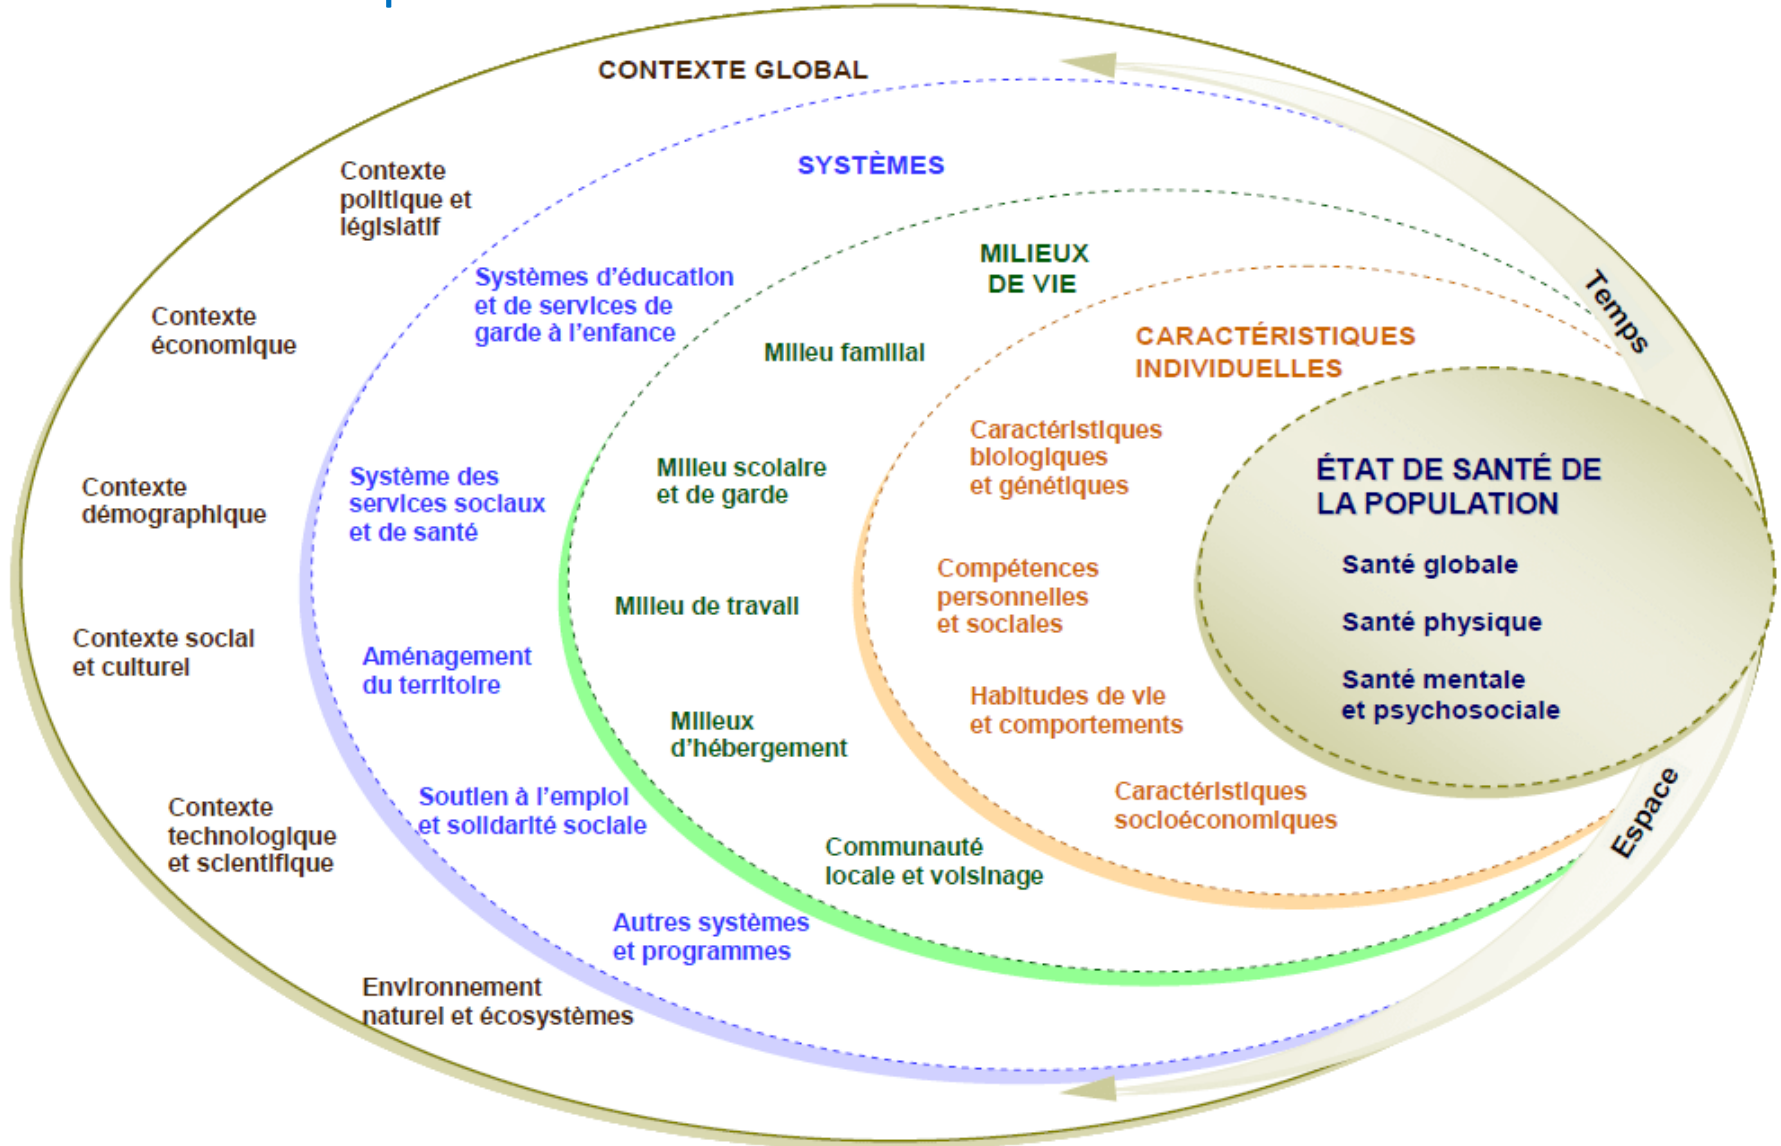 CONTEXTE GLOBAL
Contexte
politique et
législatif
Contexte
économique
Contexte
démographique
Contexte social
et culturel
Contexte
technologique
et scientifique
Environnement
naturel et écosystèmes
SYSTÈMES
Systèmes d'éducation
et de services de
garde à l'enfance
Système des
services sociaux
et de santé
Aménagement
du territoire
Soutien à l'emploi
et solidarité sociale
Autres systèmes
et programmes
MILIEUX
DE VIE
Milieu familial
Milieu scolaire
et de garde
Milieu de travail
Milieux
d'hébergement
Communauté
locale et voisinage
CARACTÉRISTIQUES
INDIVIDUELLES
Caractéristiques
biologiques
et génétiques
Compétences
personnelles
et sociales
Habitudes de vie
et comportements
Caractéristiques
socioéconomiques
ÉTAT DE SANTÉ DE
LA POPULATION
Santé globale
Santé physique
Santé mentale
et psychosociale
Temps
Espace